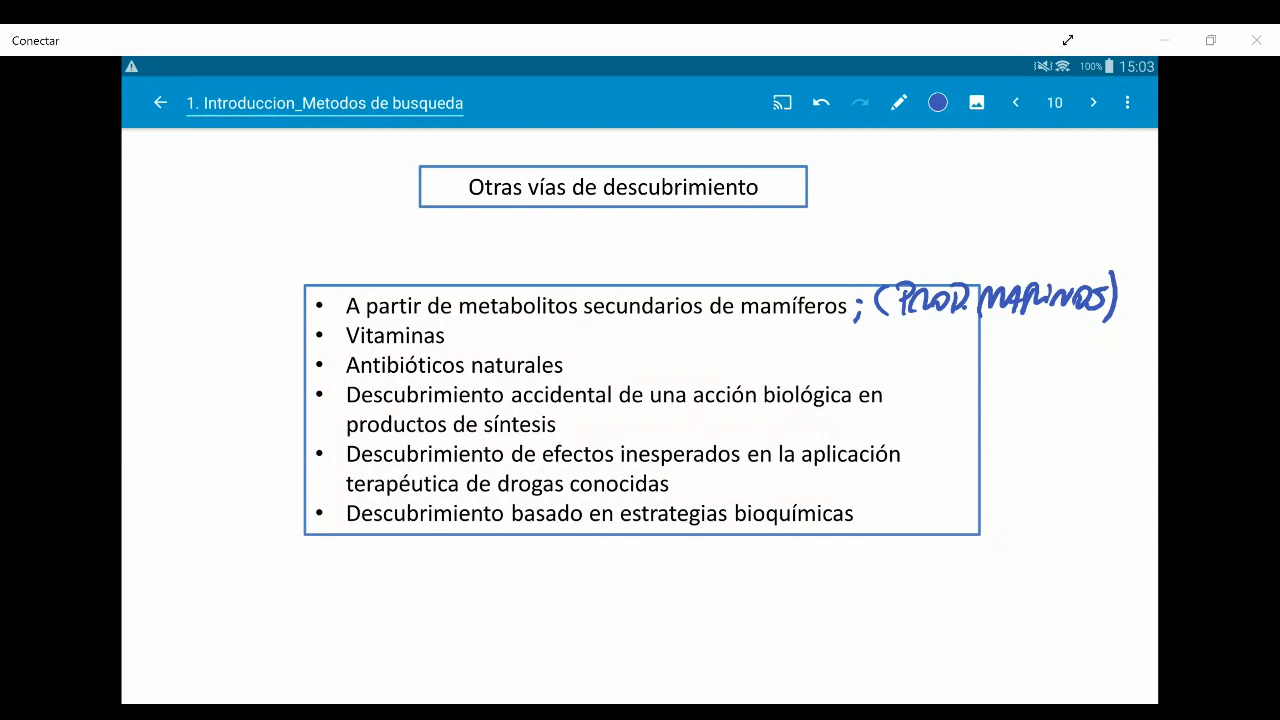 Conectar
100% 15:03
1. Introduccion_Metodos de busqueda
10
Otras vías de descubrimiento
• A partir de metabolitos secundarios de mamíferos ; (PROD. MARINOS)
• Vitaminas
• Antibióticos naturales
• Descubrimiento accidental de una acción biológica en
productos de síntesis
• Descubrimiento de efectos inesperados en la aplicación
terapéutica de drogas conocidas
• Descubrimiento basado en estrategias bioquímicas